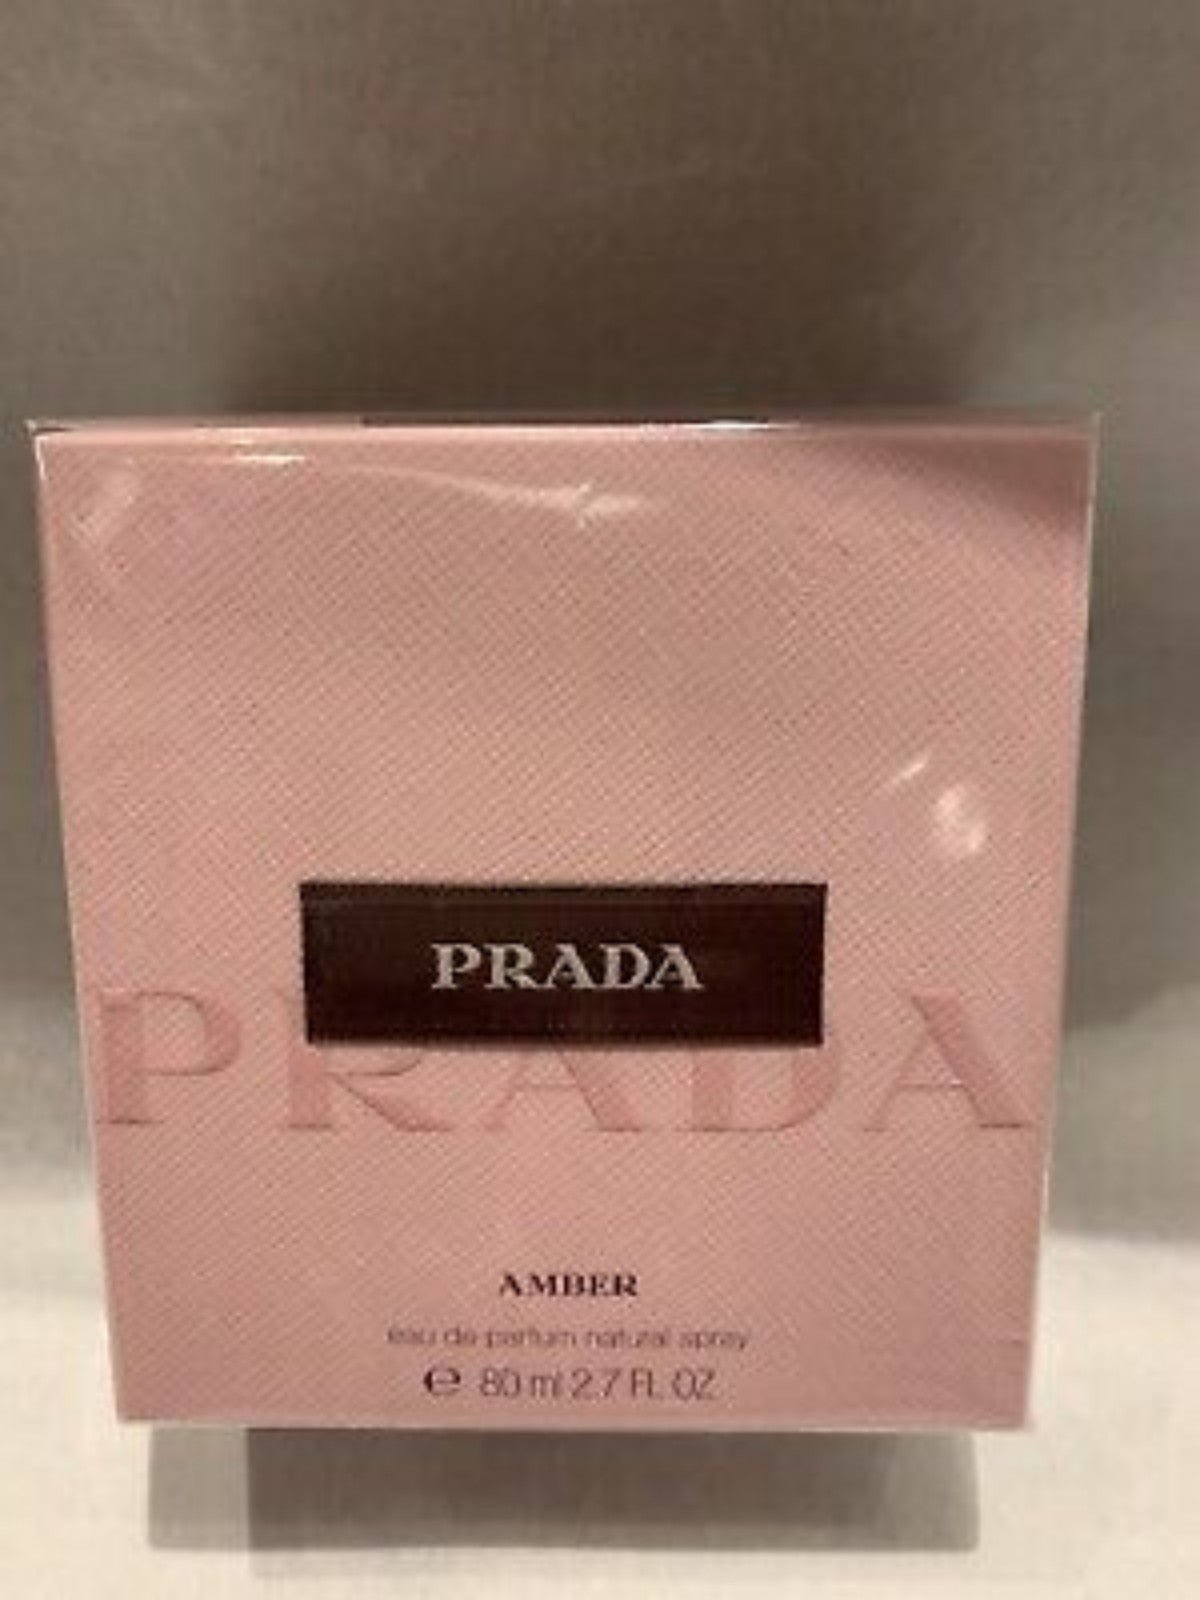 PRADA
PRADA
AMBER
eau de parfum natural spray
℮ 80 ml 2.7 FL. OZ